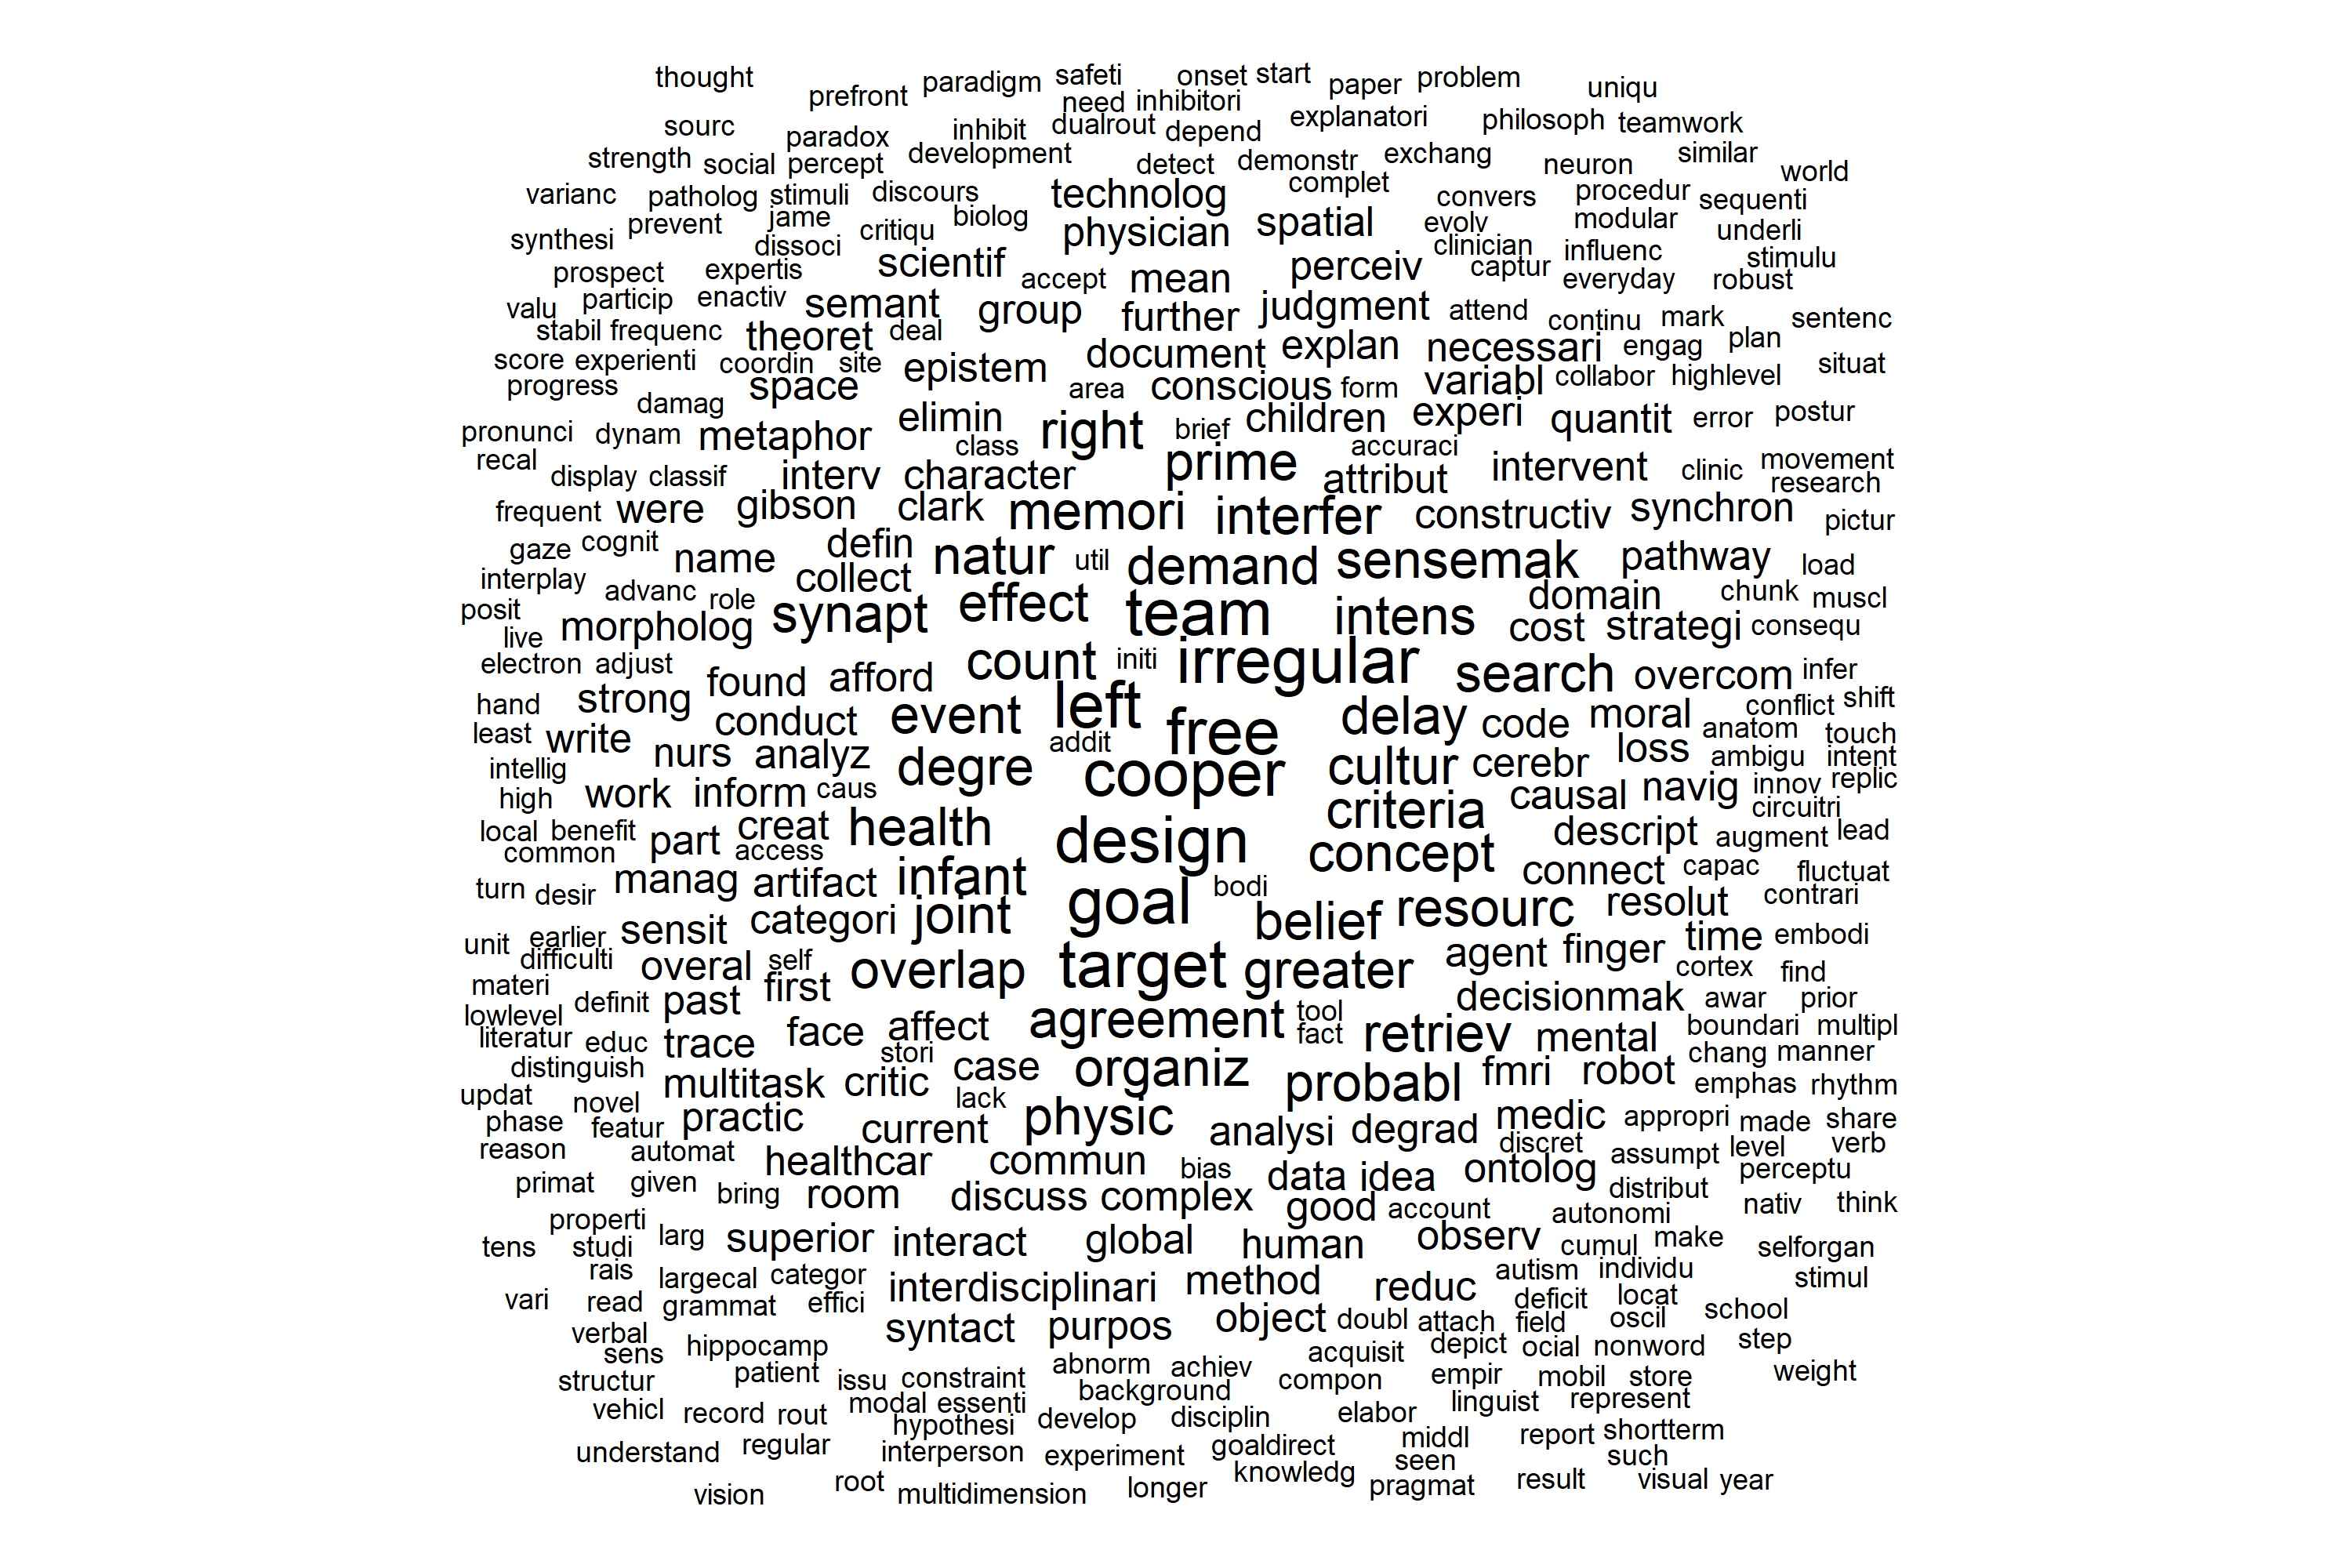 thought prefront paradigm safeti onset start paper problem uniqu
need inhibitori
sourc paradox inhibit dualrout depend explanatori philosoph teamwork
strength social percept development detect demonstr exchang neuron similar world
varianc patholog stimuli discours technolog complet convers procedur sequenti
synthesi prevent jame critiqu biolog physician spatial evolv modular underli
dissoci clinician influenc stimulu
prospect expertis scientif accept mean perceiv captur everyday robust
valu particip enactiv semant group further judgment attend continu mark sentenc
stabil frequenc theoret deal document explan necessari engag plan
score experienti coordin site epistem situat
progress space area conscious form variabl collabor highlevel
damag elimin right brief children experi quantit error postur
pronunci dynam metaphor class accuraci
recal display classif interv character prime attribut intervent clinic movement
research
frequent were gibson clark memori interfer constructiv synchron pictur
gaze cognit name defin natur util demand sensemak pathway load
interplay advanc role collect domain chunk muscl
posit synapt effect team intens
live morpholog cost strategi consequ
electron adjust found afford count initi irregular search overcom infer
hand strong left conflict shift
least write conduct event free delay code moral anatom touch
nurs analyz addit loss ambigu intent
intellig degre cooper cultur cerebr
high work inform caus criteria causal navig innov replic
circuitri
local benefit part creat health design descript augment lead
common access concept
turn desir manag artifact infant goal bodi connect capac fluctuat
categori joint belief resourc resolut contrari
unit earlier sensit agent finger time embodi
difficulti overal self overlap target greater cortex find
materi definit past first decisionmak awar prior
lowlevel face affect agreement tool retriev mental boundari multipl
literatur educ trace stori fact chang manner
distinguish multitask critic case organiz probabl fmri robot emphas rhythm
updat novel lack
phase featur practic current physic analysi degrad medic appropri made share
reason automat healthcar commun discret assumpt level verb
primat given bring room discuss complex bias data idea ontolog perceptu
distribut nativ think
properti good account autonomi
tens studi larg superior interact global human observ cumul make selforgan
rais largecal categor interdisciplinari method reduc autism individu stimul
vari read grammat effici deficit locat
verbal syntact purpos object doubl attach field oscil school
sens hippocamp acquisit depict ocial nonword step
structur patient issu constraint abnorm achiev empir mobil store weight
vehicl record rout modal essenti background compon linguist represent
hypothesi develop disciplin elabor
understand regular interperson experiment goaldirect middl report shortterm
seen such
vision root multidimension longer knowledg pragmat result visual year